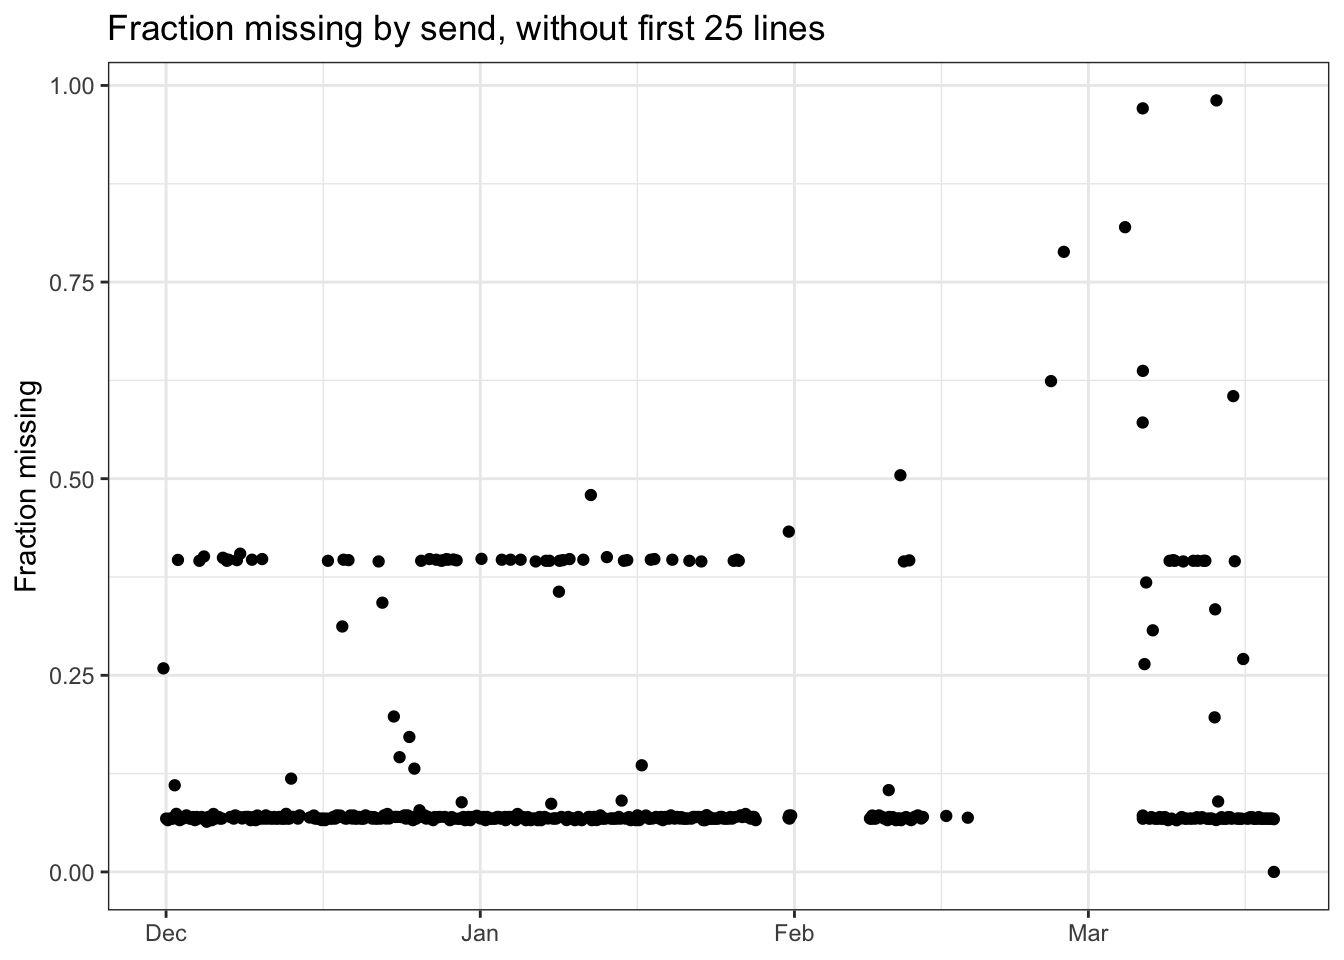 Fraction missing by send, without first 25 lines
1.00
0.75
0.50
0.25
0.00
Fraction missing
Dec
Jan
Feb
Mar